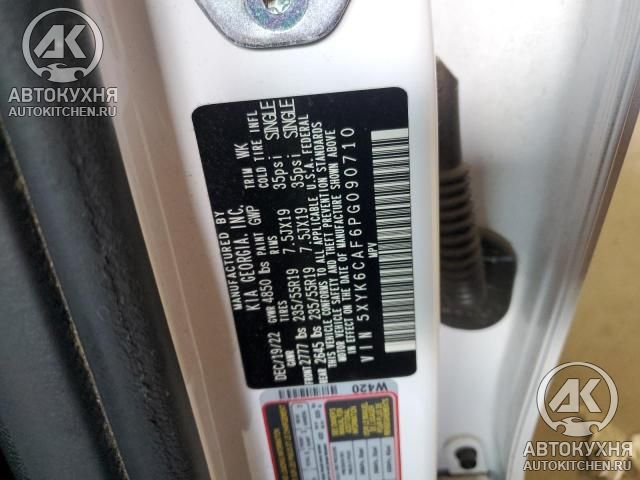 AK
АВТОКУХНЯ
AUTOKITCHEN.RU
MANUFACTURED BY
KIA GEORGIA, INC.
DEC/19/22 GVWR 4850 lbs PAINT GWP TRIM WK
GAWR TIRES RIMS COLD TIRE INFL
2777 lbs 235/55R19 7.5JX19 35psi SINGLE
2645 lbs 235/55R19 7.5JX19 35psi SINGLE
THIS VEHICLE CONFORMS TO ALL APPLICABLE U.S.A. FEDERAL
MOTOR VEHICLE SAFETY AND THEFT PREVENTION STANDARDS
IN EFFECT ON THE DATE OF MANUFACTURE SHOWN ABOVE
VIN 5XYK6CAF6PG090710
MPV
W420
AK
АВТОКУХНЯ
AUTOKITCHEN.RU